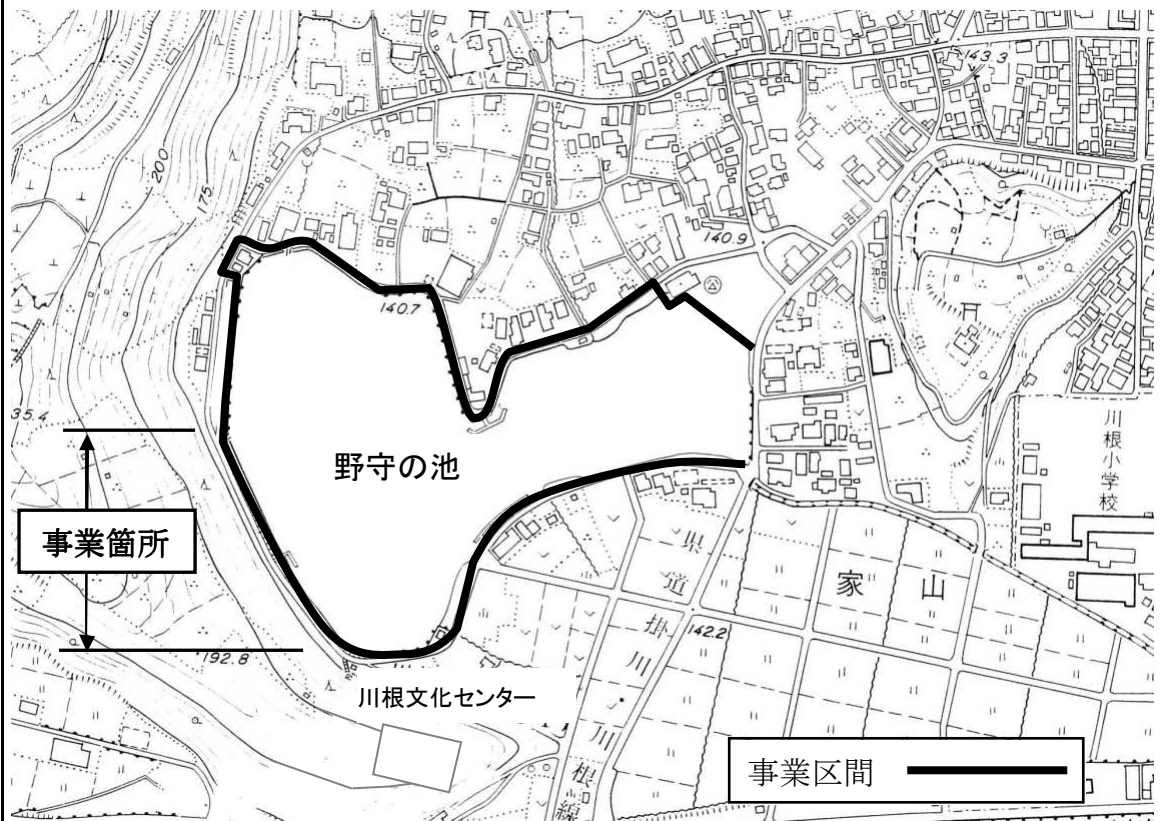 143.3
200
175
140.9
140.7
川根小学校
35.4
野守の池
事業箇所
県道掛川川根線
家山
142.2
192.8
川根文化センター
事業区間